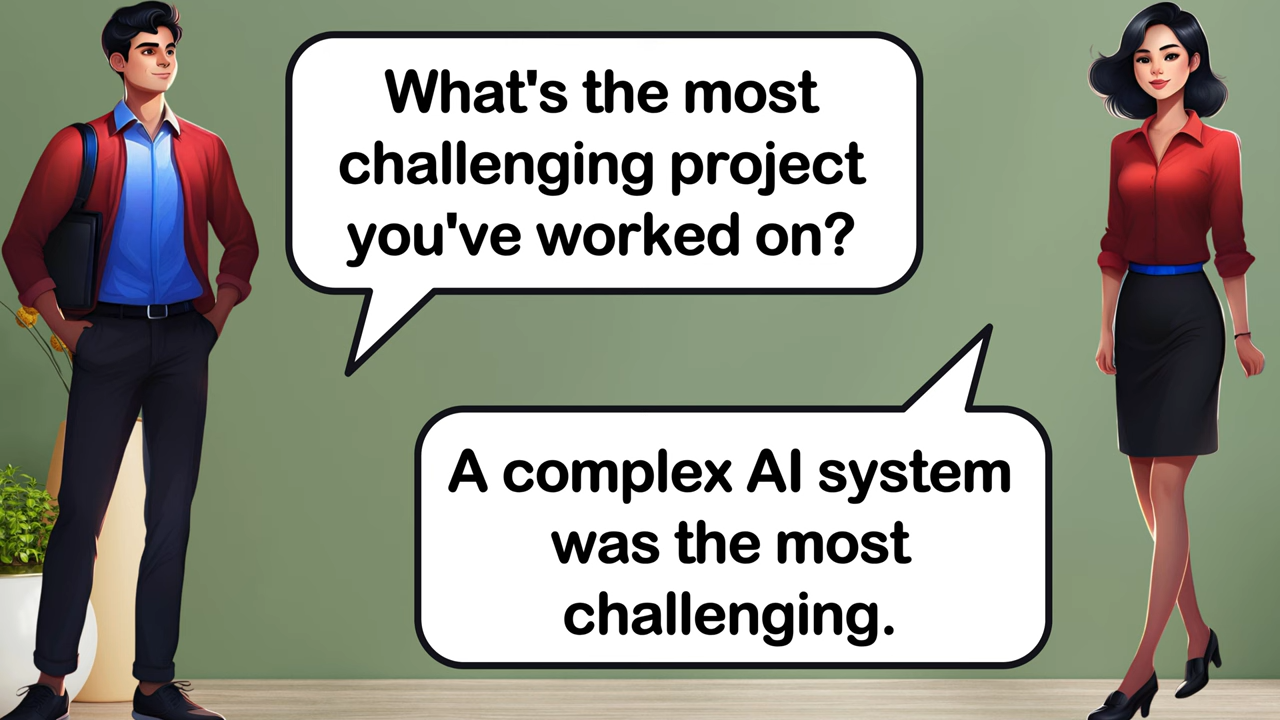 What's the most
challenging project
you've worked on?
A complex AI system
was the most
challenging.